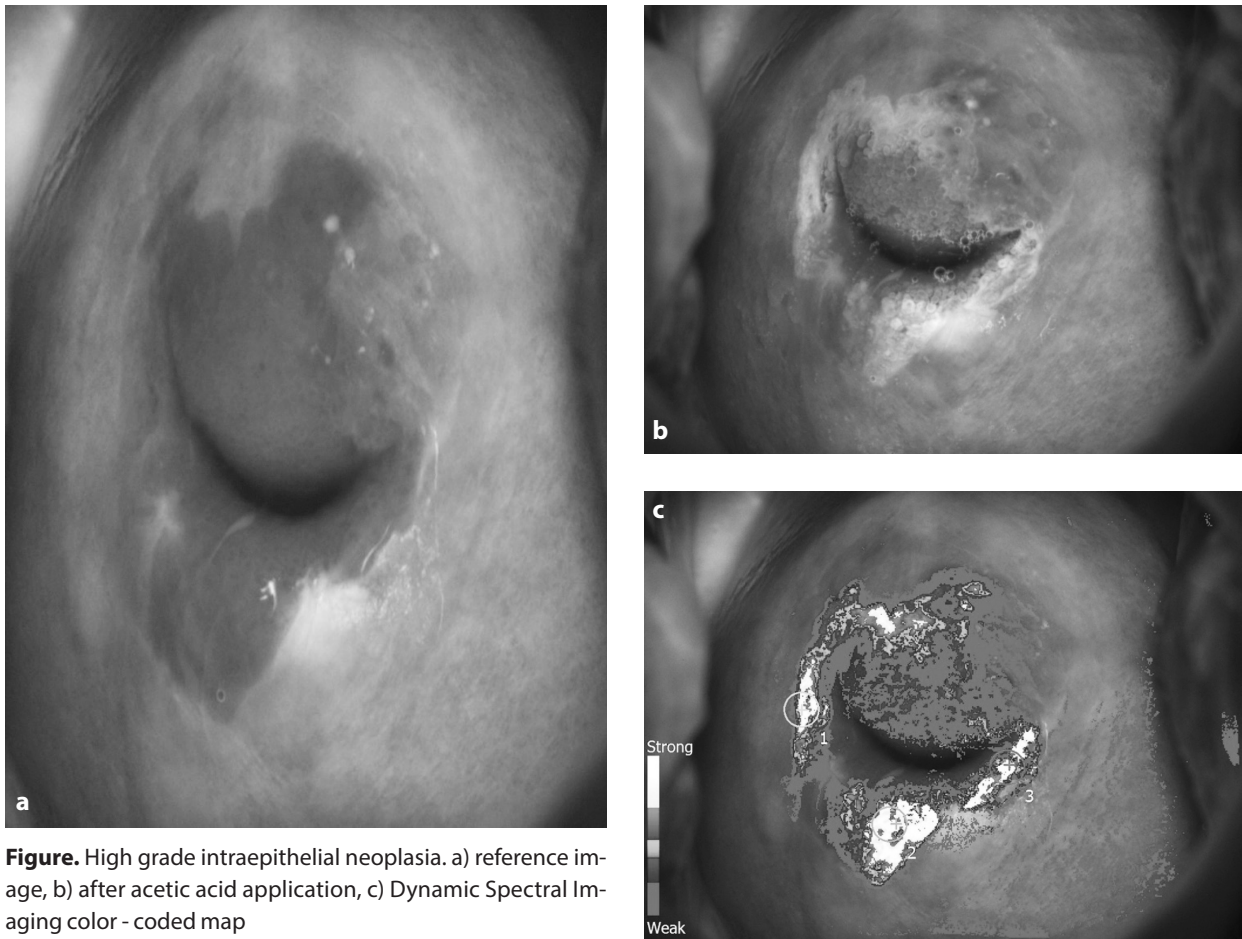 a
b
c
Strong
1
3
2
Weak
Figure. High grade intraepithelial neoplasia. a) reference im-
age, b) after acetic acid application, c) Dynamic Spectral Im-
aging color - coded map